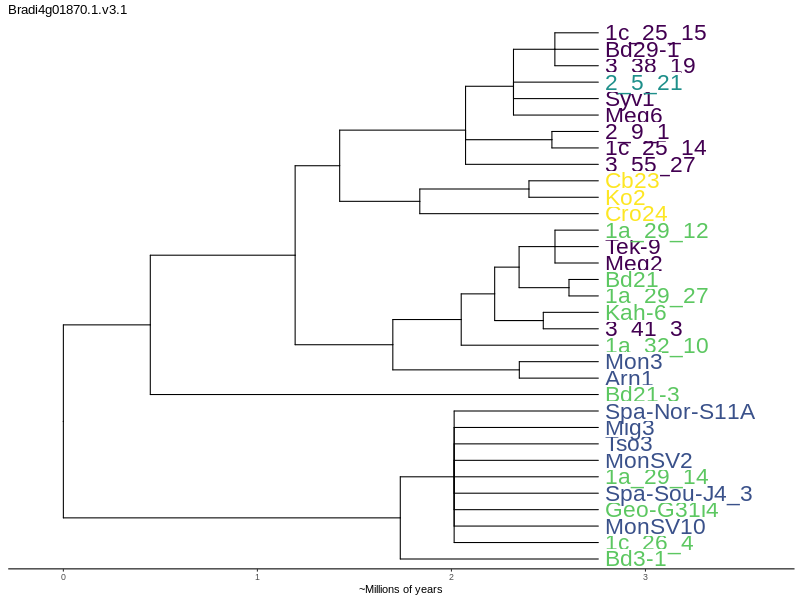 Bradi4g01870.1.v3.1
1c_25_15
Bd29-1
3_38_19
2_5_21
Syv1
Meg6
2_9_1
1c_25_14
3_55_27
Cb23
Ko2
Cro24
1a_29_12
Tek-9
Meg2
Bd21
1a_29_27
Kah-6
3_41_3
1a_32_10
Mon3
Arn1
Bd21-3
Spa-Nor-S11A
Mig3
Tso3
MonSV2
1a_29_14
Spa-Sou-J4_3
Geo-G31i4
MonSV10
1c_26_4
Bd3-1
0 1 2 3
~Millions of years